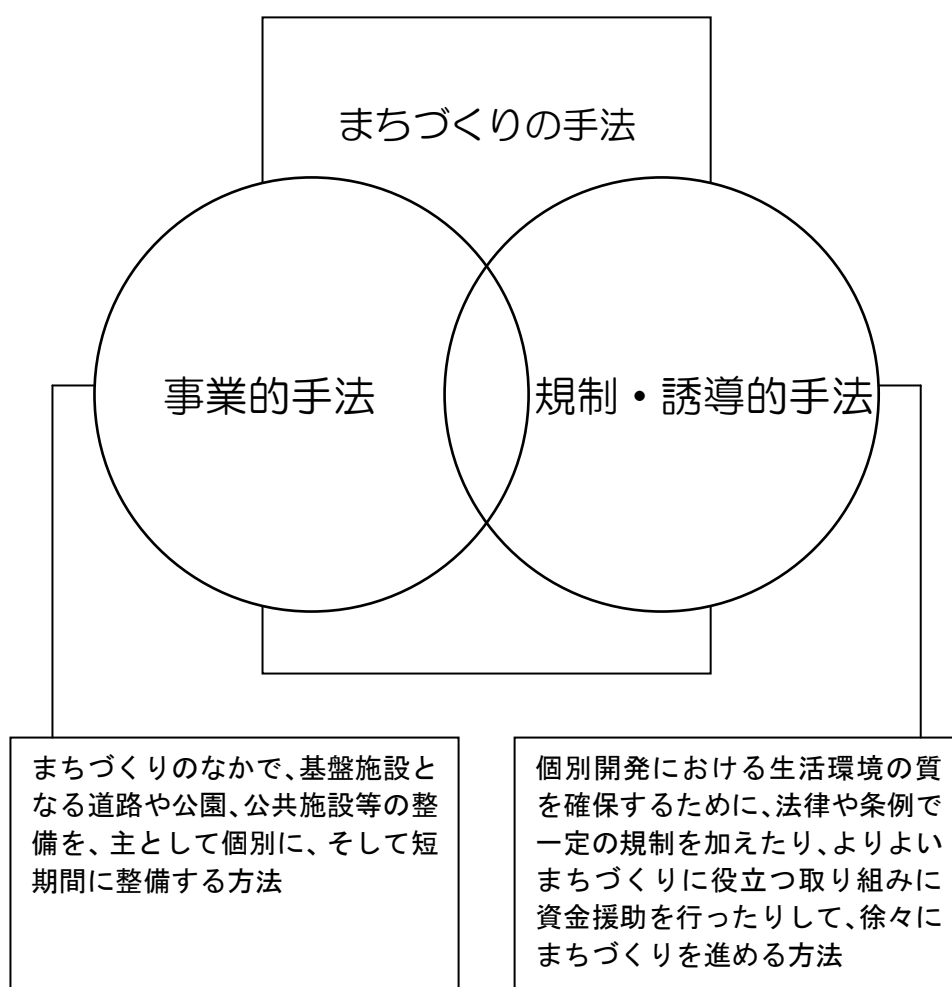 まちづくりの手法
事業的手法
規制・誘導的手法
まちづくりのなかで、基盤施設と
なる道路や公園、公共施設等の整
備を、主として個別に、そして短
期間に整備する方法
個別開発における生活環境の質
を確保するために、法律や条例で
一定の規制を加えたり、よりよい
まちづくりに役立つ取り組みに
資金援助を行ったりして、徐々に
まちづくりを進める方法